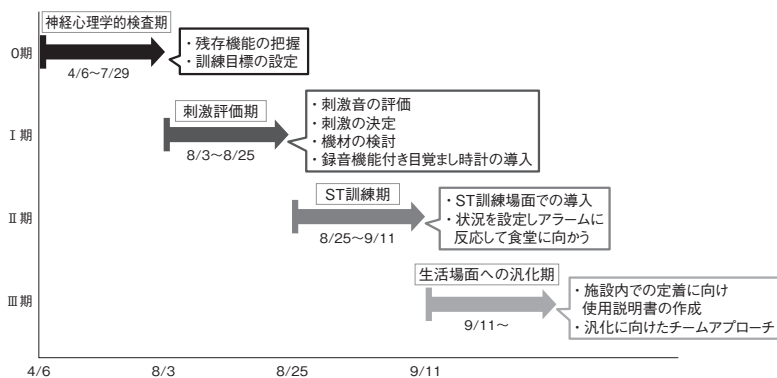 神経心理学的検査期
0期
4/6～7/29
・残存機能の把握
・訓練目標の設定
刺激評価期
Ⅰ期
8/3～8/25
・刺激音の評価
・刺激の決定
・機材の検討
・録音機能付き目覚まし時計の導入
ST訓練期
Ⅱ期
8/25～9/11
・ST訓練場面での導入
・状況を設定しアラームに
反応して食堂に向かう
生活場面への汎化期
Ⅲ期
9/11～
・施設内での定着に向け
使用説明書の作成
・汎化に向けたチームアプローチ
4/6
8/3
8/25
9/11